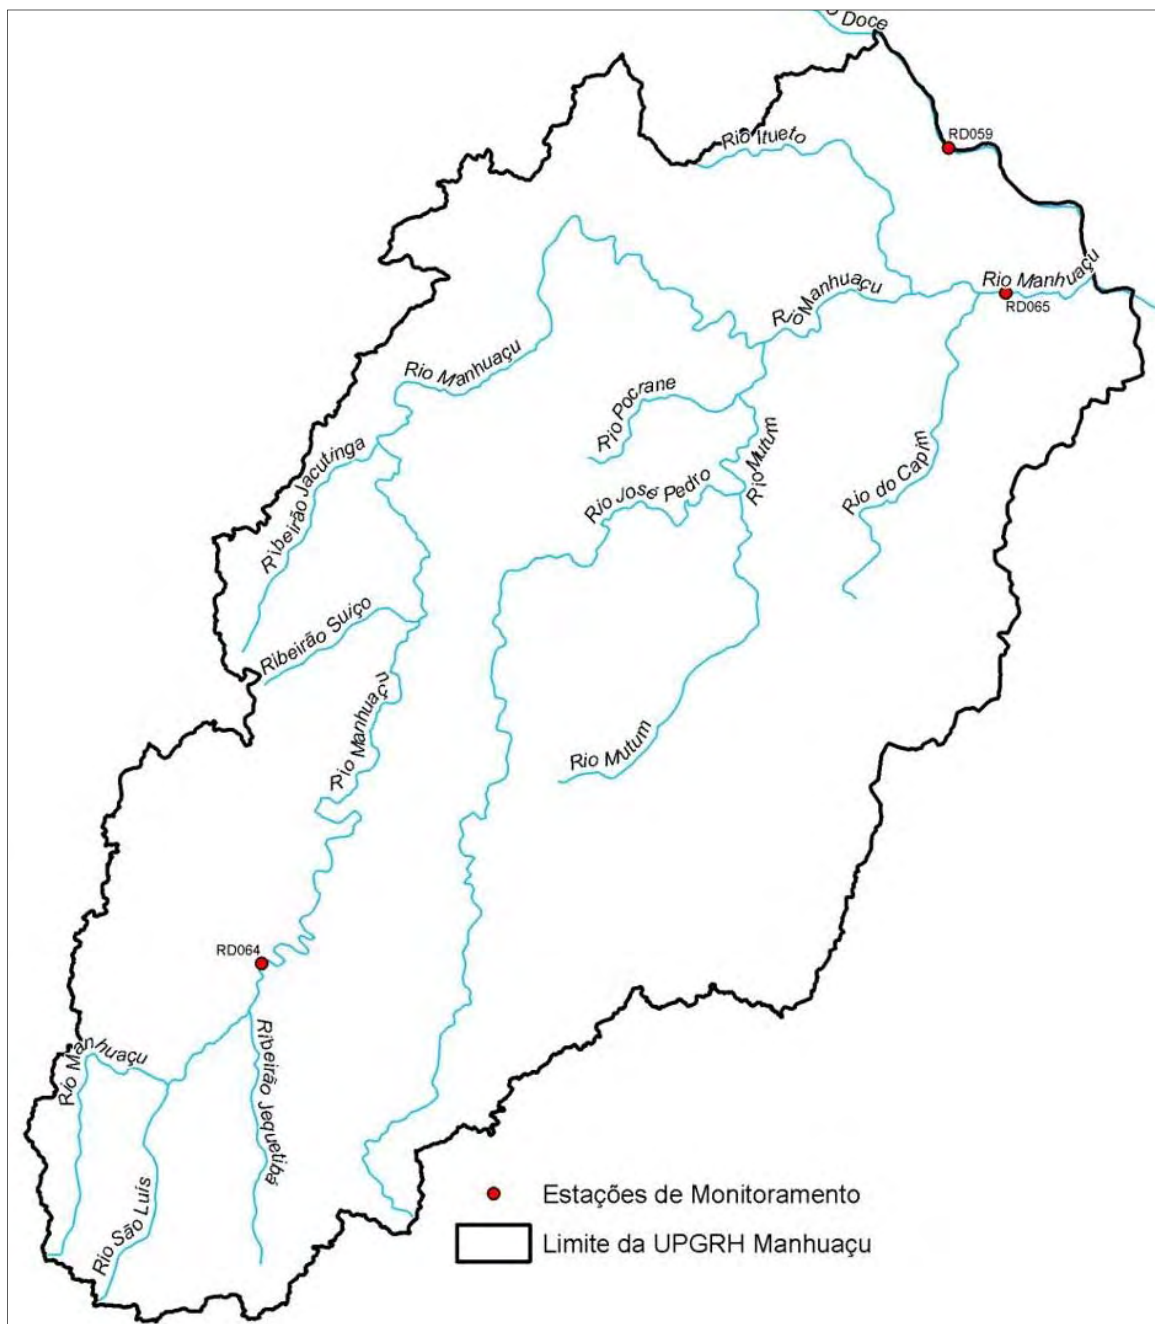 Doce
RD059
Rio Itueto
Rio Manhuaçu
RD065
Rio Manhuaçu
Rio Manhuaçu
Rio Pocrane
Rio Mutum
Rio do Capim
Rio José Pedro
Ribeirão Jacutinga
Ribeirão Suiço
Rio Manhuaçu
Rio Mutum
RD064
Rio Manhuaçu
Ribeirão Jequetibá
Rio São Luis
Estações de Monitoramento
Limite da UPGRH Manhuaçu